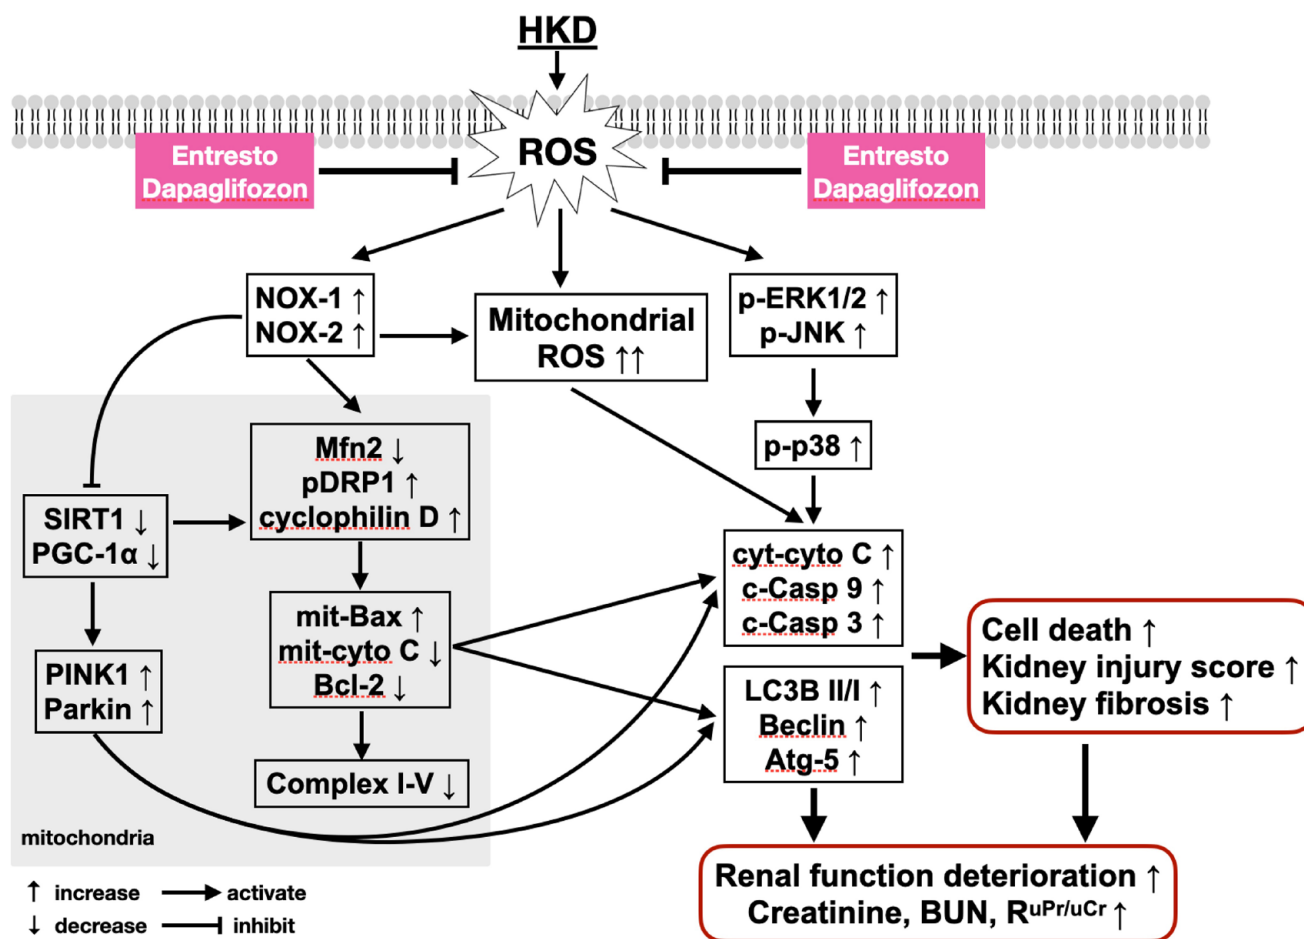 HKD
ROS
Entresto
Dapaglifozon
Entresto
Dapaglifozon
NOX-1 ↑
NOX-2 ↑
Mitochondrial
ROS ↑↑
p-ERK1/2 ↑
p-JNK ↑
p-p38 ↑
Mfn2 ↓
pDRP1 ↑
cyclophilin D ↑
SIRT1 ↓
PGC-1α ↓
cyt-cyto C ↑
c-Casp 9 ↑
c-Casp 3 ↑
mit-Bax ↑
mit-cyto C ↓
Bcl-2 ↓
Cell death ↑
Kidney injury score ↑
Kidney fibrosis ↑
PINK1 ↑
Parkin ↑
LC3B II/I ↑
Beclin ↑
Atg-5 ↑
Complex I-V ↓
mitochondria
Renal function deterioration ↑
Creatinine, BUN, RuPr/uCr ↑
↑ increase activate
↓ decrease inhibit